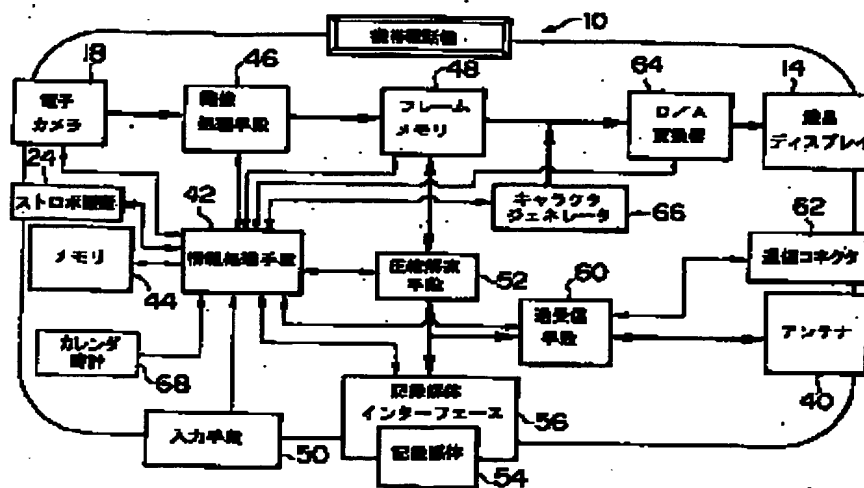 10
携帯電話機
18
電子
カメラ
46
画像
処理手段
48
フレーム
メモリ
64
D/A
変換器
14
液晶
ディスプレイ
24
ストロボ装置
42
情報処理手段
キャラクタ
ジェネレータ
66
62
通信コネクタ
メモリ
44
圧縮解凍
手段
52
60
送受信
手段
アンテナ
40
カレンダ
時計
68
記録媒体
インターフェース
56
入力手段
50
記録媒体
54